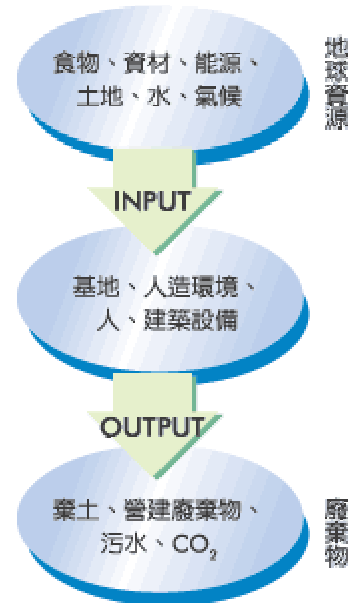 食物、資材、能源、
土地、水、氣候
地球資源
INPUT
基地、人造環境、
人、建築設備
OUTPUT
棄土、營建廢棄物、
污水、CO₂
廢棄物